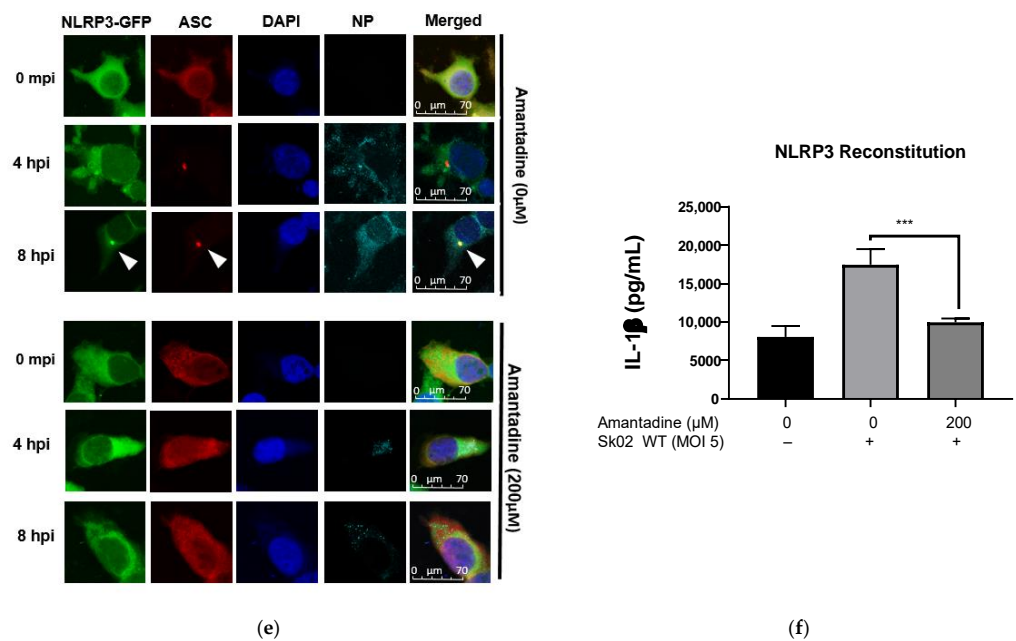 NLRP3-GFP ASC DAPI NP Merged
0 mpi
0 µm 70
4 hpi
0 µm 70
8 hpi
0 µm 70
Amantadine (0µM)
0 mpi
0 µm 70
4 hpi
0 µm 70
8 hpi
0 µm 70
Amantadine (200µM)
(e)
NLRP3 Reconstitution
IL-1β (pg/mL)
25,000
20,000
15,000
10,000
5000
0
***
Amantadine (µM) 0 0 200
Sk02 WT (MOI 5) – + +
(f)